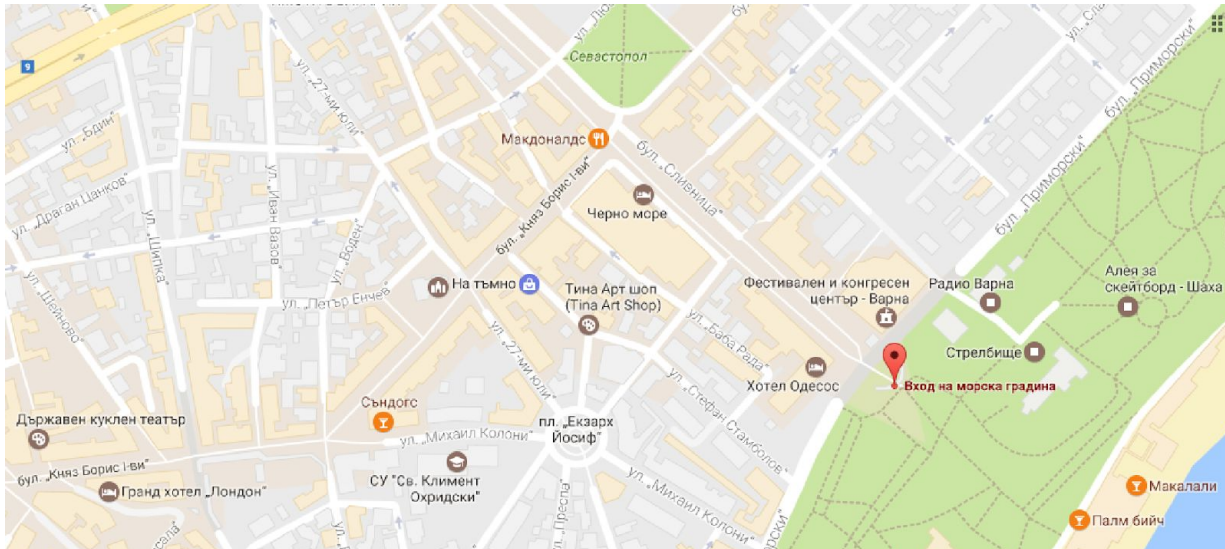 Севастопол
9
ул. „27-ми юли"
бул. „Приморски"
ул. „Бдин"
Макдоналдс
бул. „Сливница"
ул. „Драган Цанков"
ул. „Иван Вазов"
бул. „Княз Борис I-ви"
Черно море
бул. „Приморски"
ул. „Шипка"
ул. „Воден"
На тъмно
Тина Арт шоп
(Tina Art Shop)
Фестивален и конгресен
център - Варна
Радио Варна
Алея за
скейтборд - Шаха
ул. „Петър Енчев"
ул. „Шейново"
ул. „Баба Рада"
ул. „27-ми юли"
Стрелбище
Хотел Одесос
Вход на морска градина
Съндогс
ул. „Стефан Стамболов"
Държавен куклен театър
пл. „Екзарх
Йосиф"
ул. „Михаил Колони"
бул. „Княз Борис I-ви"
СУ "Св. Климент
Охридски"
Гранд хотел „Лондон"
ул. „Михаил Колони"
ул. „Преспа"
Макалали
Палм бийч